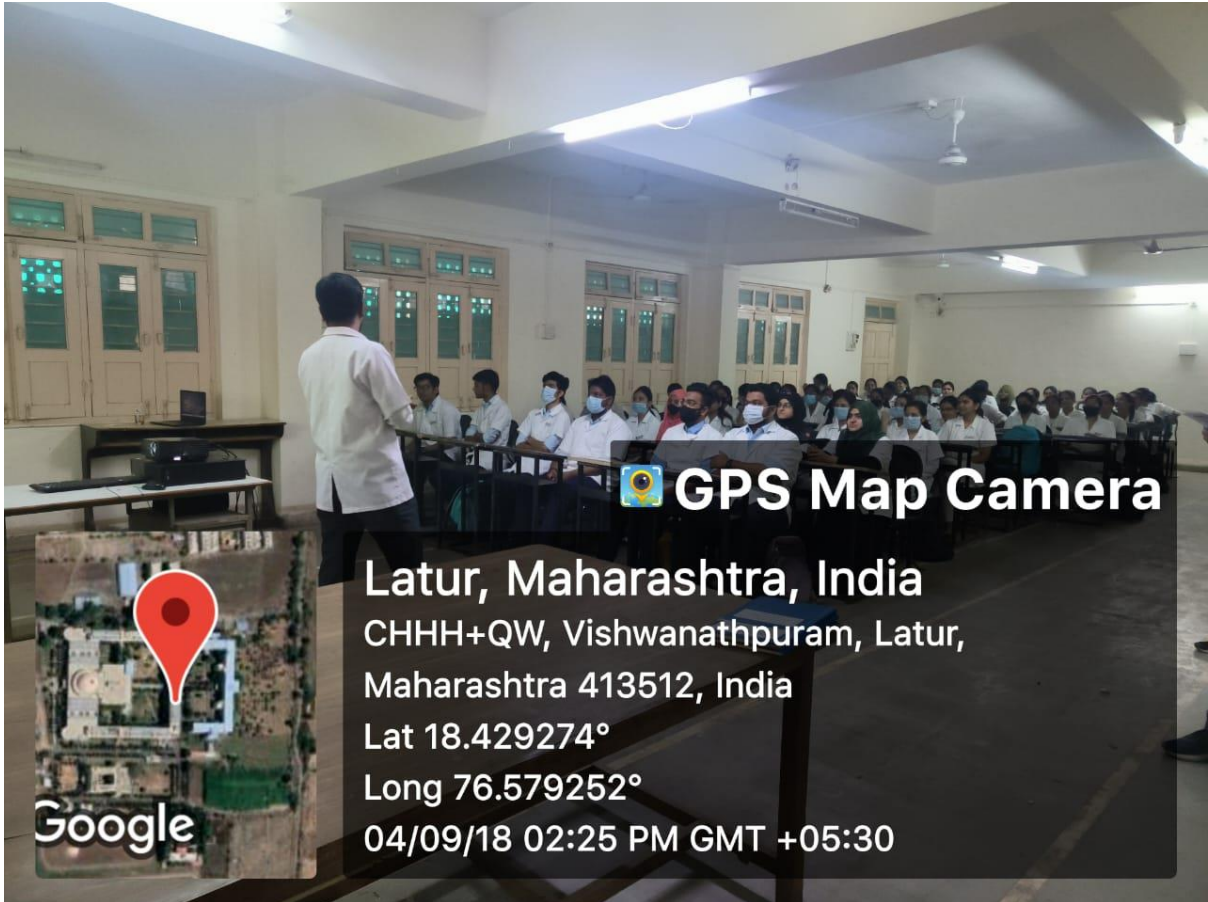 GPS Map Camera
Latur, Maharashtra, India
CHHH+QW, Vishwanathpuram, Latur,
Maharashtra 413512, India
Lat 18.429274°
Long 76.579252°
04/09/18 02:25 PM GMT +05:30
Google